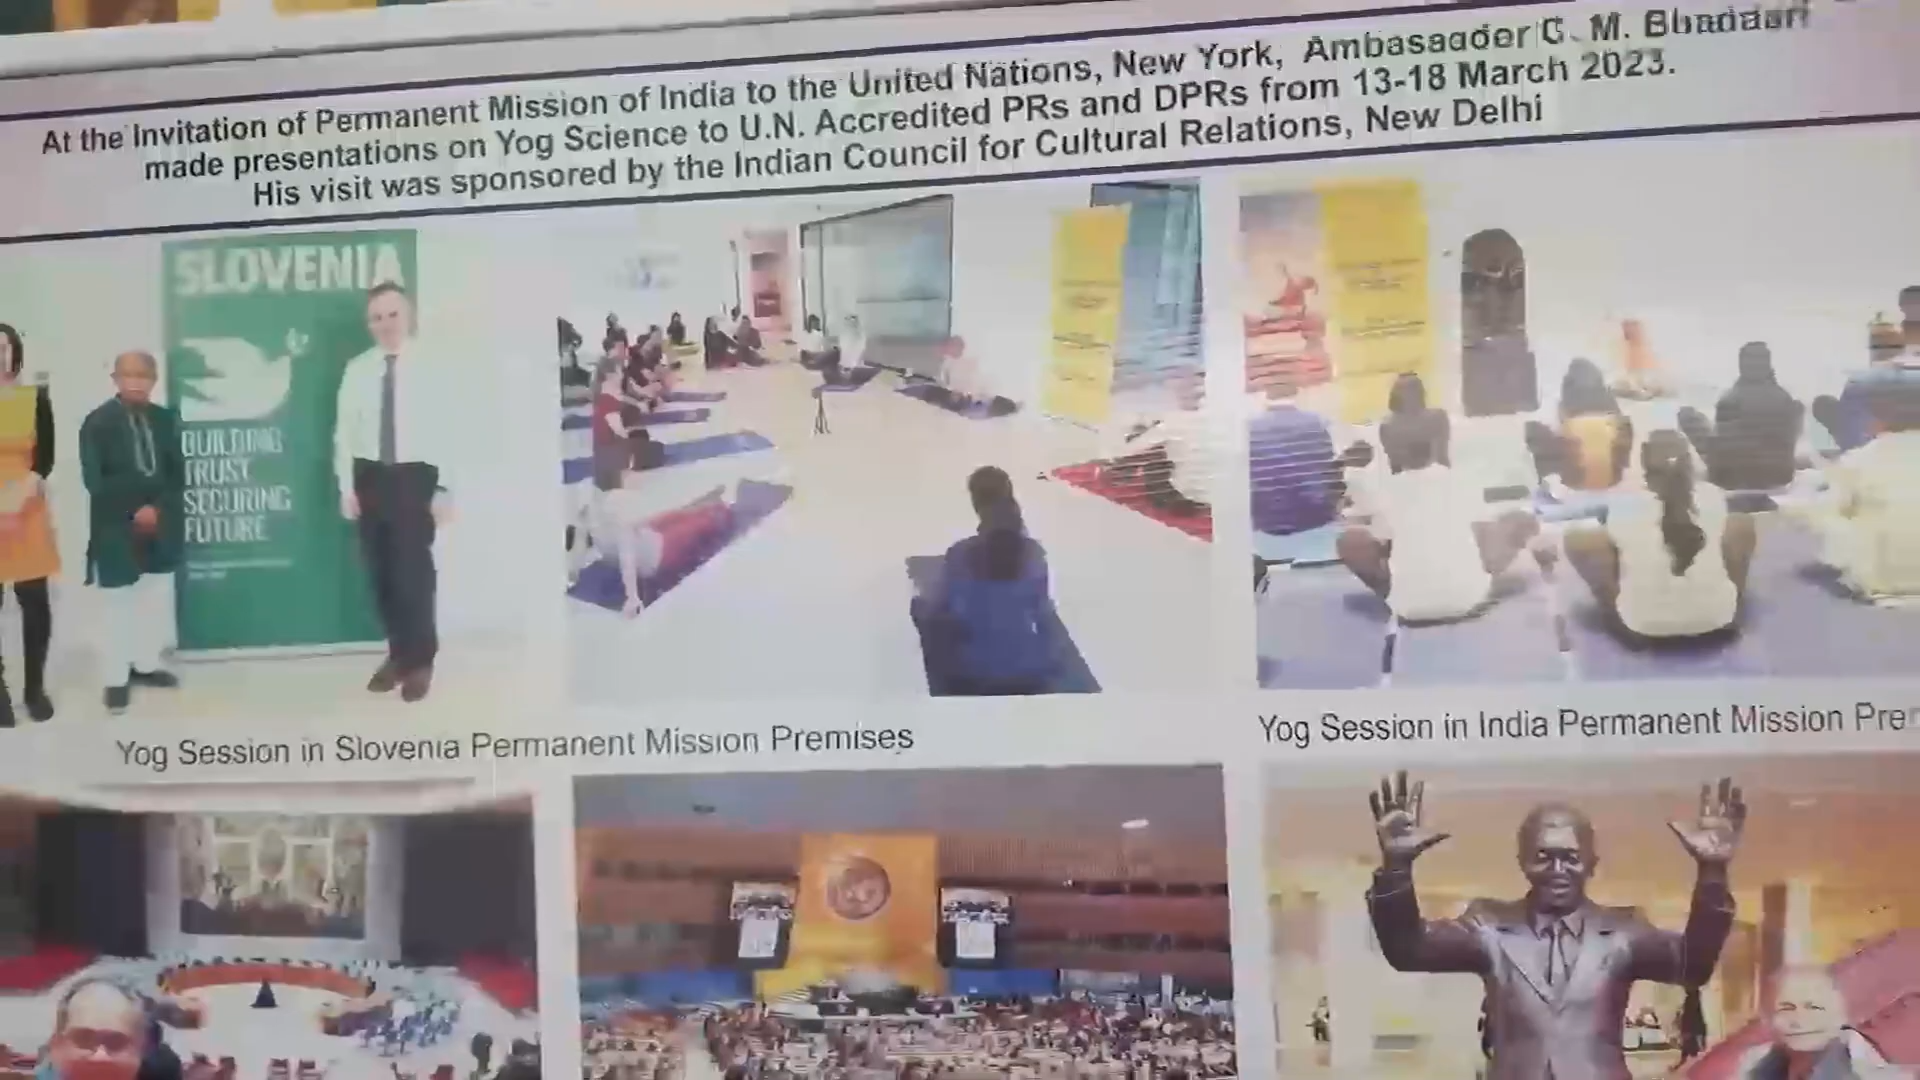 At the Invitation of Permanent Mission of India to the United Nations, New York, Ambasaador G. M. Bhandari
made presentations on Yog Science to U.N. Accredited PRs and DPRs from 13-18 March 2023.
His visit was sponsored by the Indian Council for Cultural Relations, New Delhi
SLOVENIA
BUILDING
TRUST
SECURING
FUTURE
Yog Session in Slovenia Permanent Mission Premises
Yog Session in India Permanent Mission Pre